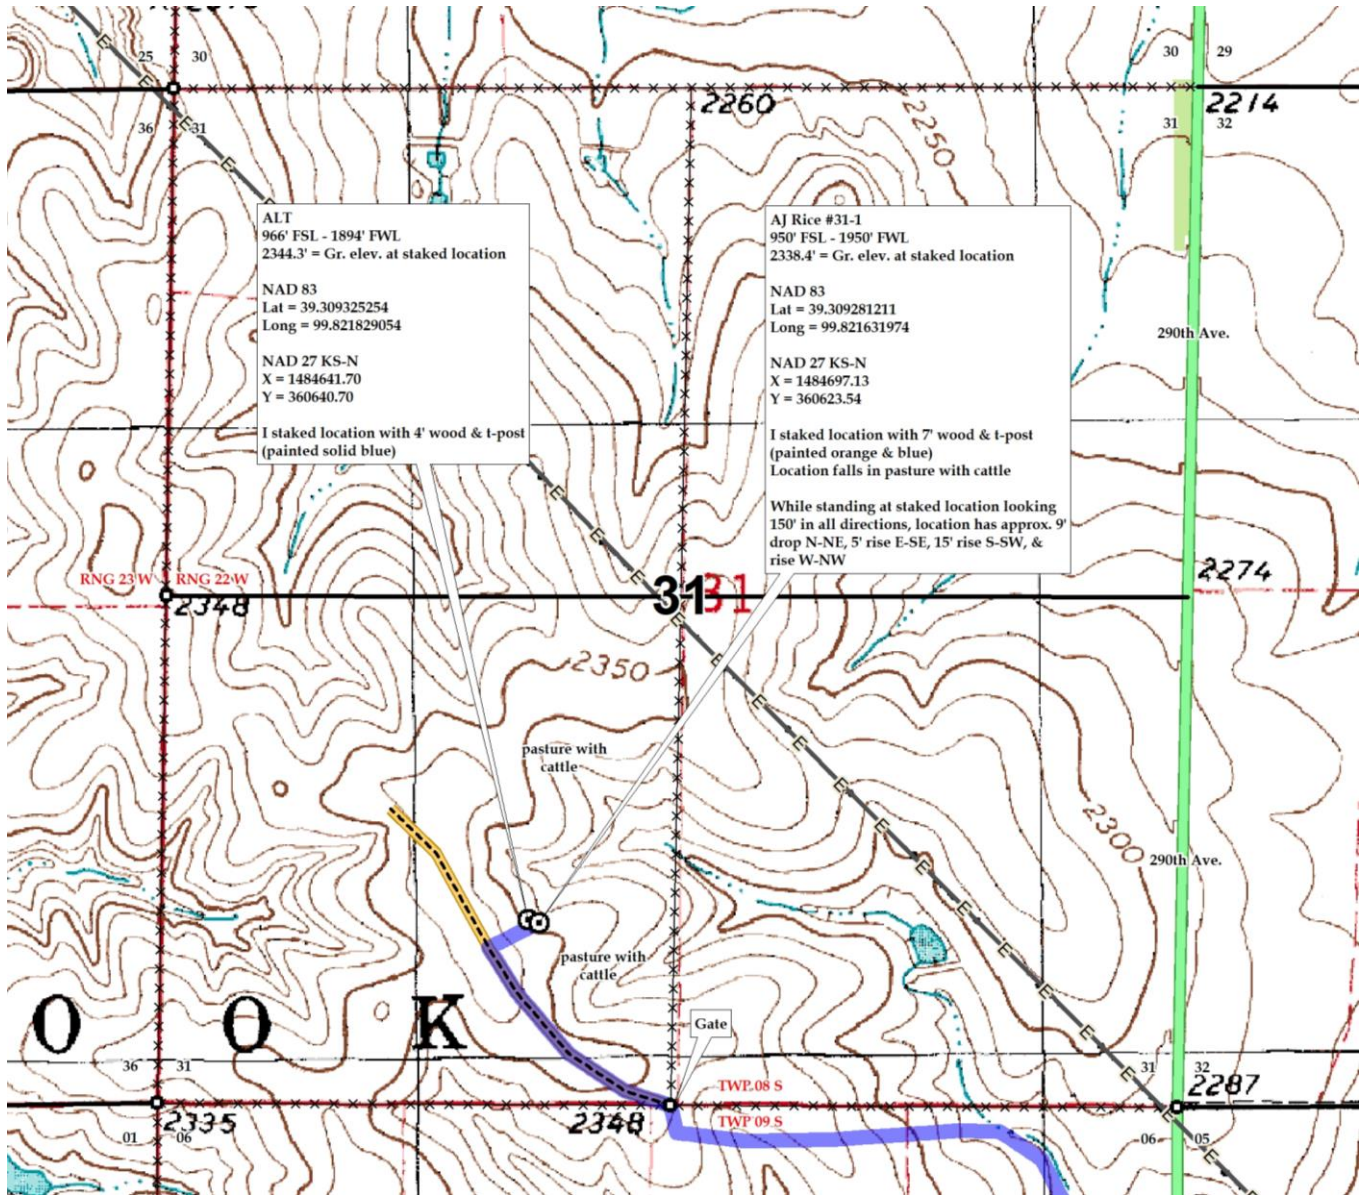 25 30
30 29
2260
2214
36 31
31 32
2250
ALT
966' FSL - 1894' FWL
2344.3' = Gr. elev. at staked location
NAD 83
Lat = 39.309325254
Long = 99.821829054
NAD 27 KS-N
X = 1484641.70
Y = 360640.70
I staked location with 4' wood & t-post
(painted solid blue)
AJ Rice #31-1
950' FSL - 1950' FWL
2338.4' = Gr. elev. at staked location
NAD 83
Lat = 39.309281211
Long = 99.821631974
NAD 27 KS-N
X = 1484697.13
Y = 360623.54
I staked location with 7' wood & t-post
(painted orange & blue)
Location falls in pasture with cattle
While standing at staked location looking
150' in all directions, location has approx. 9'
drop N-NE, 5' rise E-SE, 15' rise S-SW, &
rise W-NW
290th Ave.
RNG 23 W RNG 22 W
2348
31 31
2274
2350
pasture with
cattle
2300
290th Ave.
pasture with
cattle
O O K
Gate
36 31
31 32
TWP 08 S
2287
2335
2348
TWP 09 S
01 06
06 05
E E E E E E E E E E E E E E E E E E E E E E